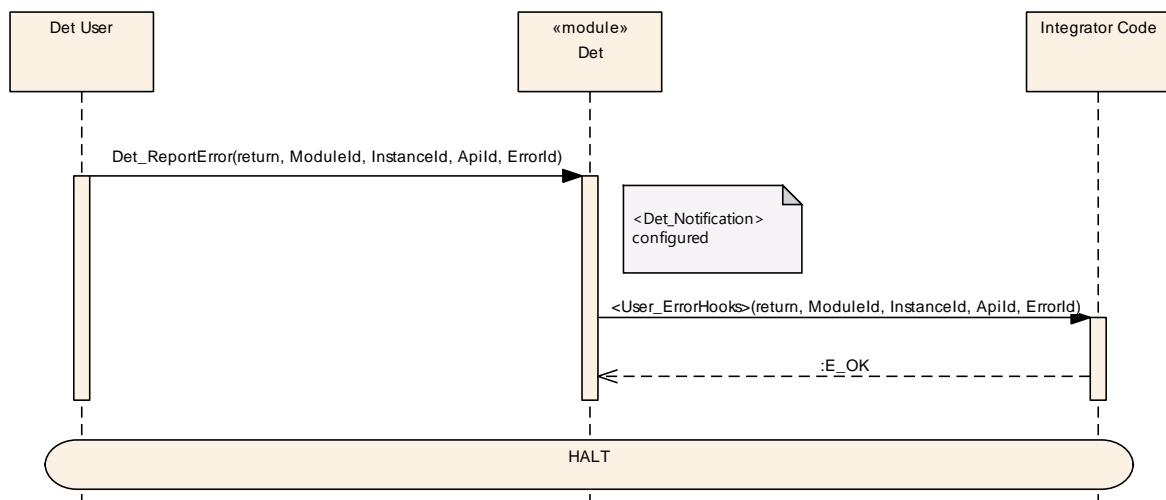 Det User
«module»
Det
Integrator Code
Det_ReportError(return, ModuleId, InstanceId, ApiId, ErrorId)
<Det_Notification>
configured
<User_ErrorHooks>(return, ModuleId, InstanceId, ApiId, ErrorId)
:E_OK
HALT